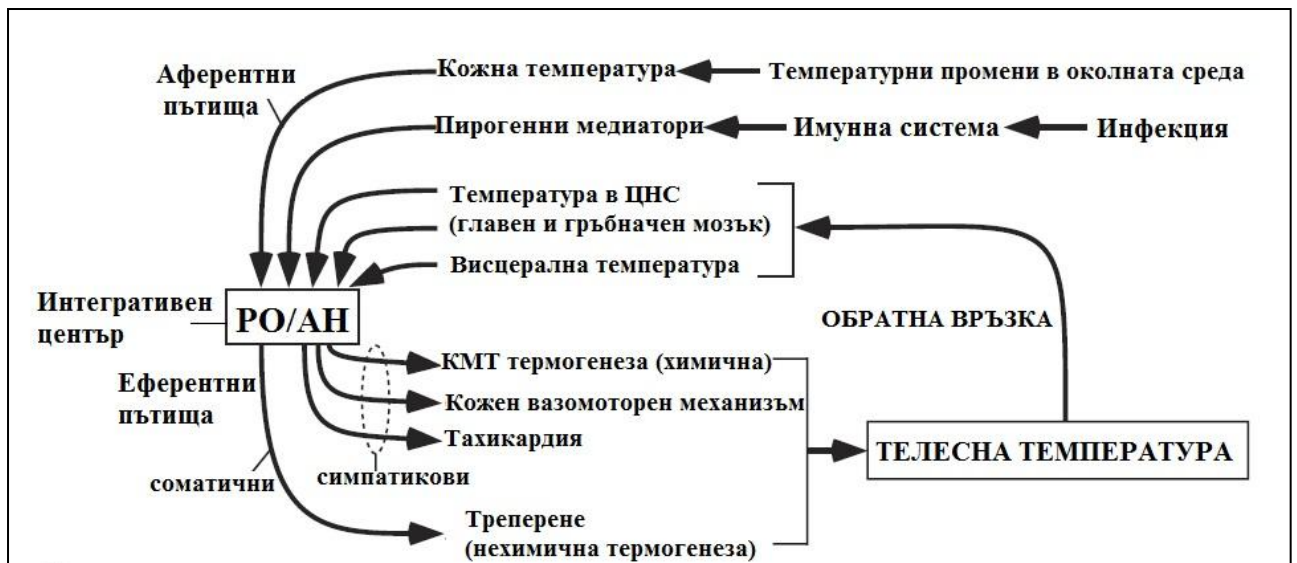 Аферентни
пътища
Кожна температура
Температурни промени в околната среда
Пирогенни медиатори
Имунна система
Инфекция
Температура в ЦНС
(главен и гръбначен мозък)
Висцерална температура
Интегративен
център
РО/АН
ОБРАТНА ВРЪЗКА
Еферентни
пътища
КМТ термогенеза (химична)
Кожен вазомоторен механизъм
Тахикардия
ТЕЛЕСНА ТЕМПЕРАТУРА
соматични
симпатикови
Треперене
(нехимична термогенеза)